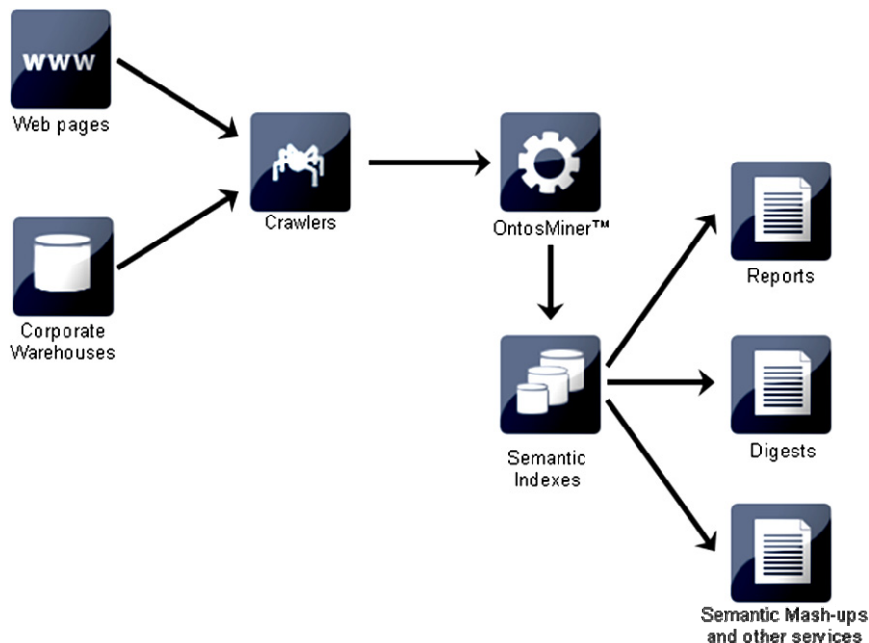 WWW
Web pages
Crawlers
OntosMiner™
Reports
Corporate
Warehouses
Semantic
Indexes
Digests
Semantic Mash-ups
and other services